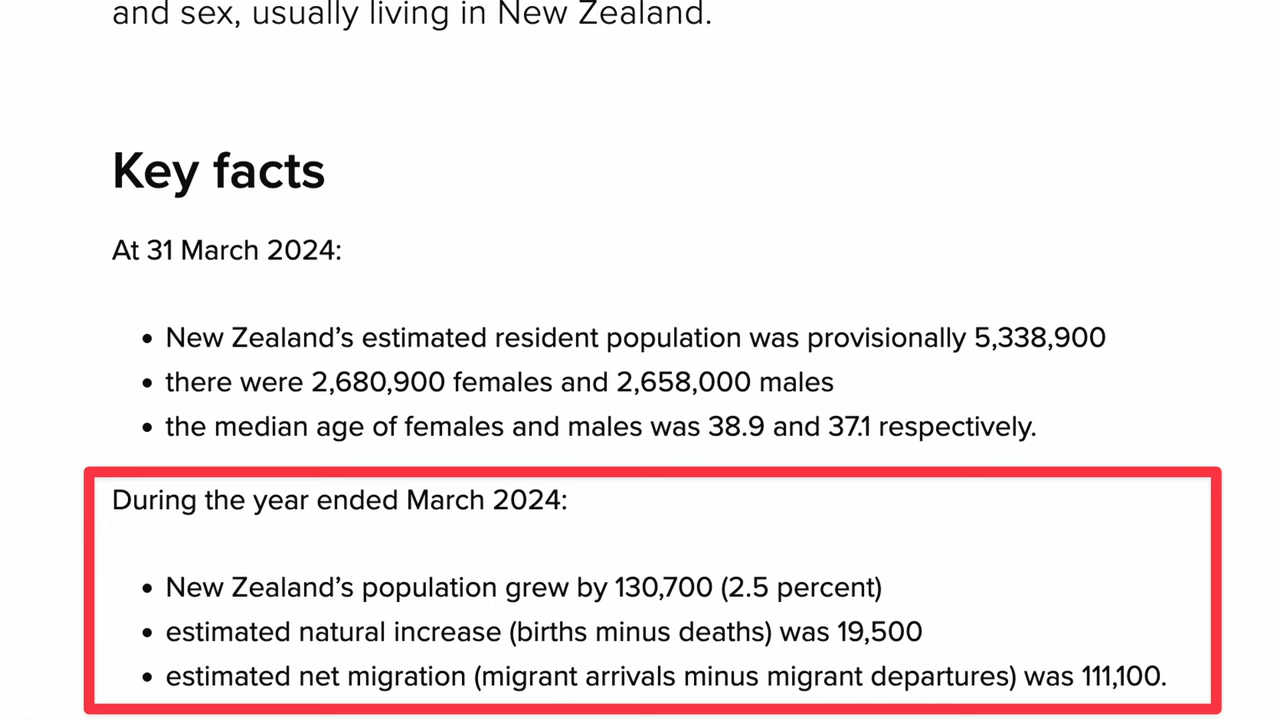 and sex, usually living in New Zealand.
Key facts
At 31 March 2024:
• New Zealand’s estimated resident population was provisionally 5,338,900
• there were 2,680,900 females and 2,658,000 males
• the median age of females and males was 38.9 and 37.1 respectively.
During the year ended March 2024:
• New Zealand’s population grew by 130,700 (2.5 percent)
• estimated natural increase (births minus deaths) was 19,500
• estimated net migration (migrant arrivals minus migrant departures) was 111,100.